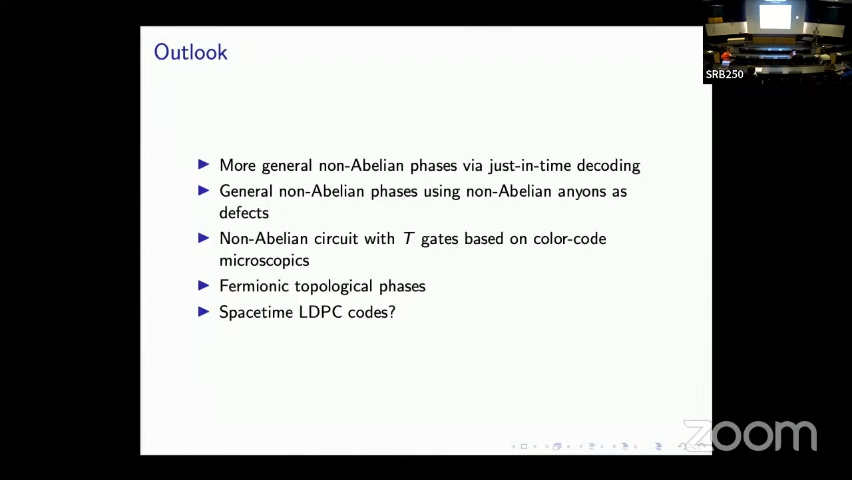 Outlook
SRB250
More general non-Abelian phases via just-in-time decoding
General non-Abelian phases using non-Abelian anyons as
defects
Non-Abelian circuit with T gates based on color-code
microscopics
Fermionic topological phases
Spacetime LDPC codes?
zoom